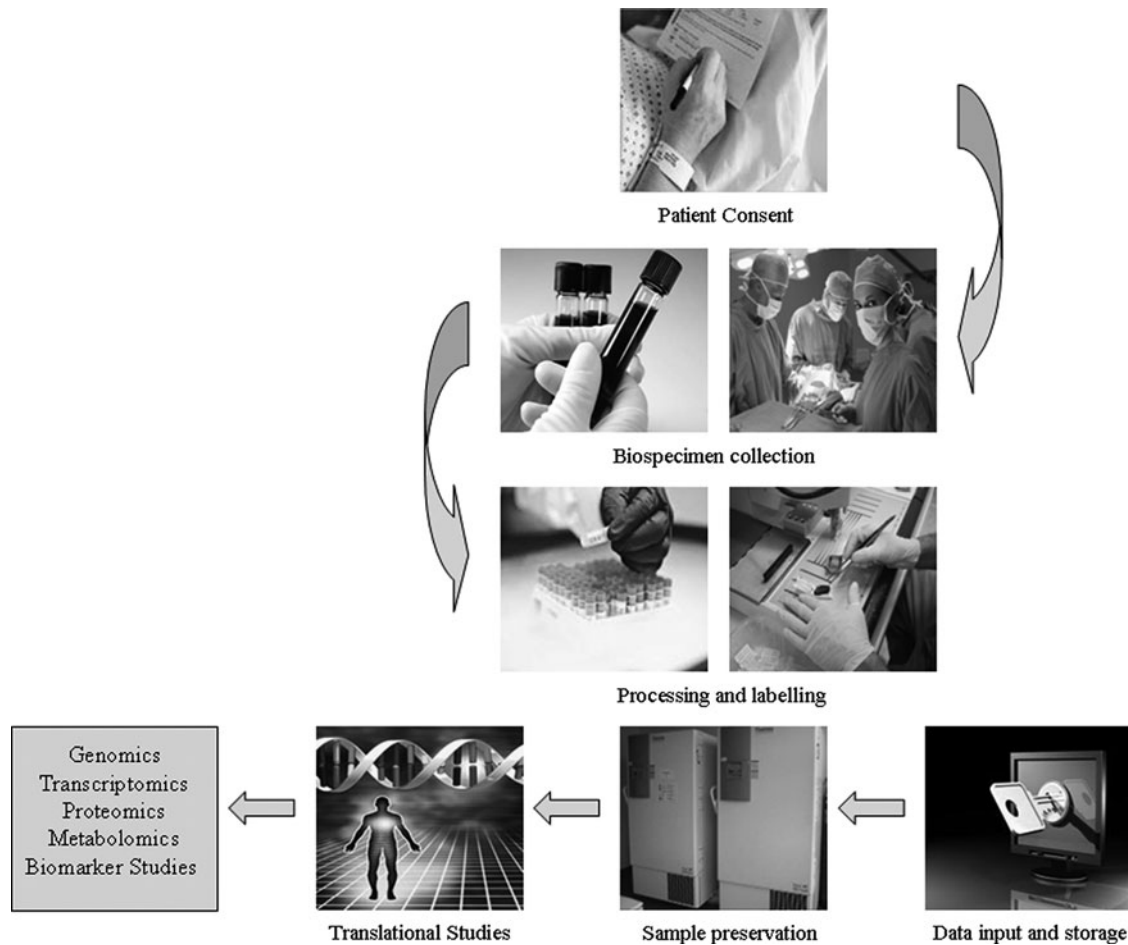 Patient Consent
Biospecimen collection
Processing and labelling
Genomics
Transcriptomics
Proteomics
Metabolomics
Biomarker Studies
Translational Studies
Sample preservation
Data input and storage